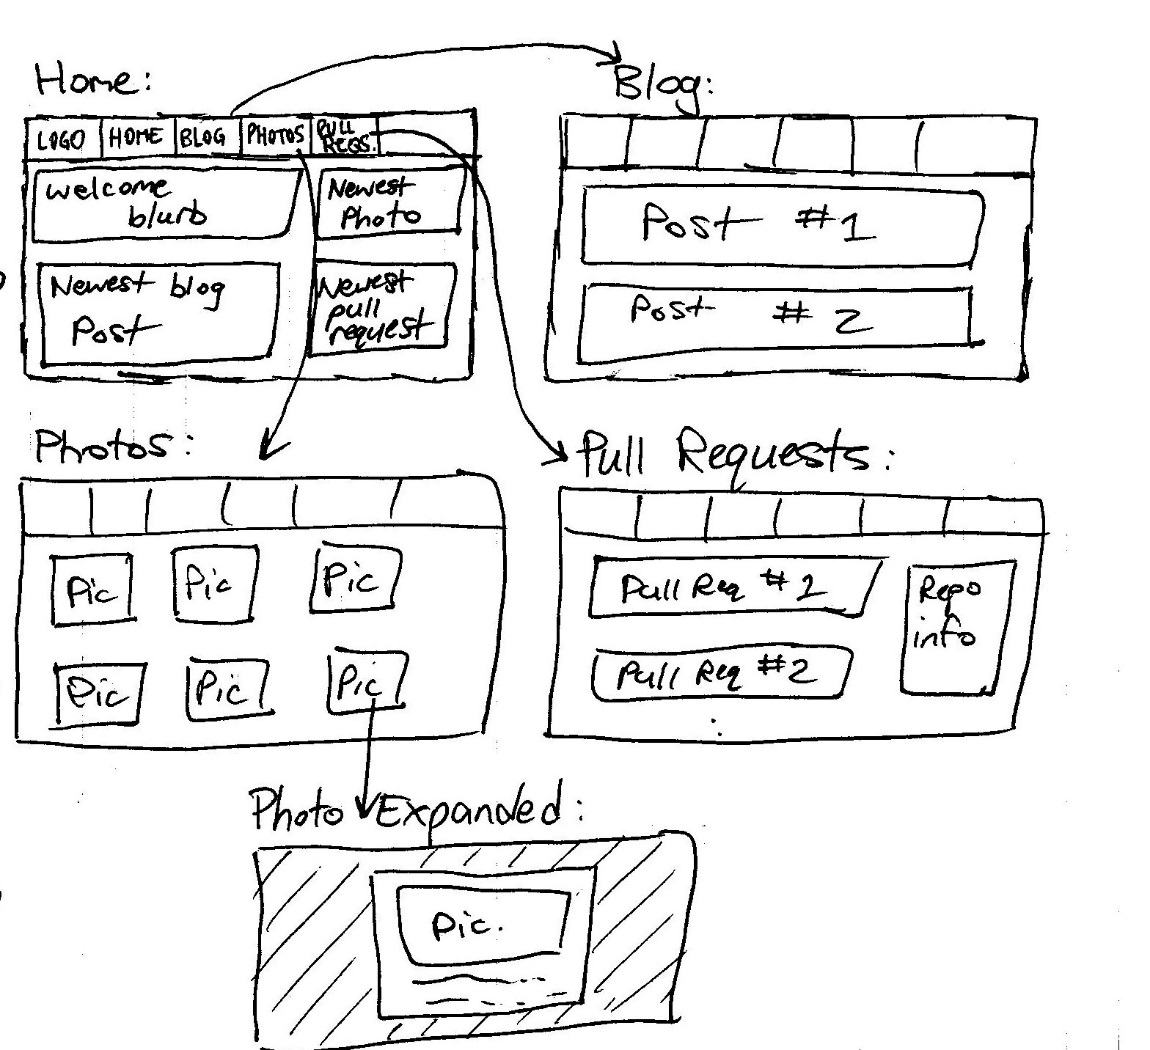 Home:
Blog:
LOGO HOME BLOG PHOTOS PULL
REQS.
Welcome
blurb
Newest
Photo
Newest blog
Post
Newest
pull
request
Post #1
Post #2
Photos:
Pull Requests:
Pic Pic Pic
Pic Pic Pic
Pull Req #1
Pull Req #2
Repo
info
Photo Expanded:
Pic.